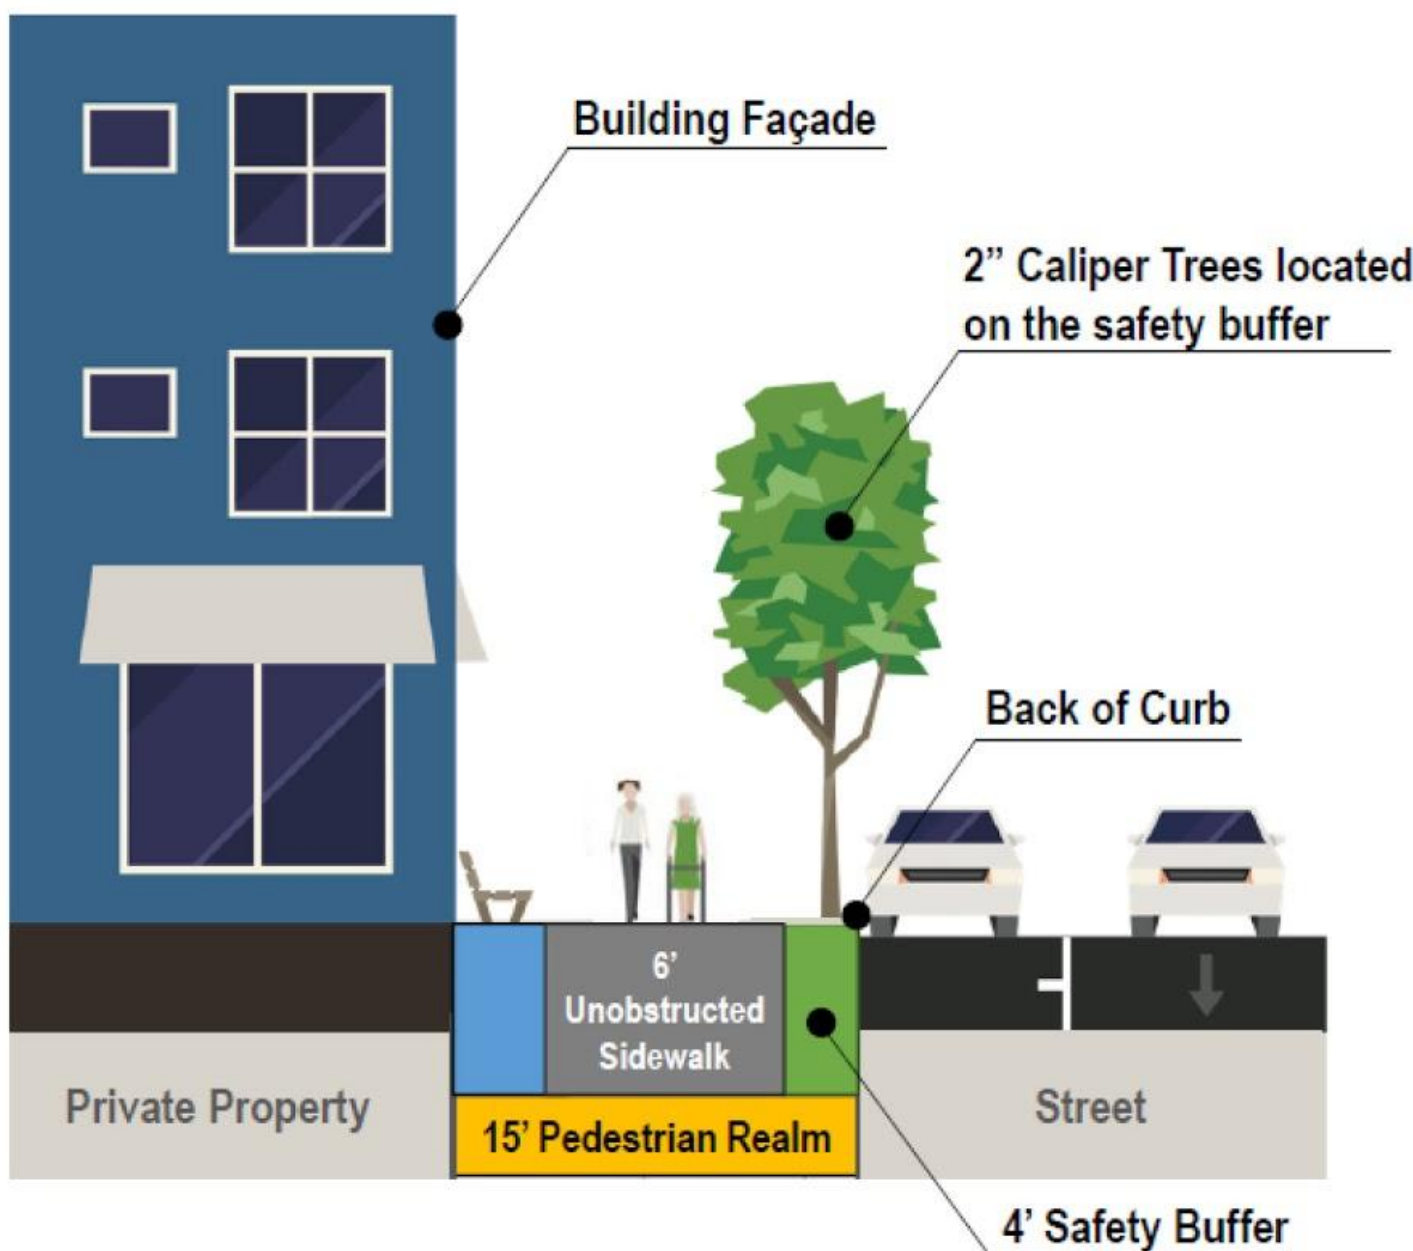 Building Façade
2” Caliper Trees located
on the safety buffer
Back of Curb
6’
Unobstructed
Sidewalk
Private Property
15’ Pedestrian Realm
Street
4’ Safety Buffer